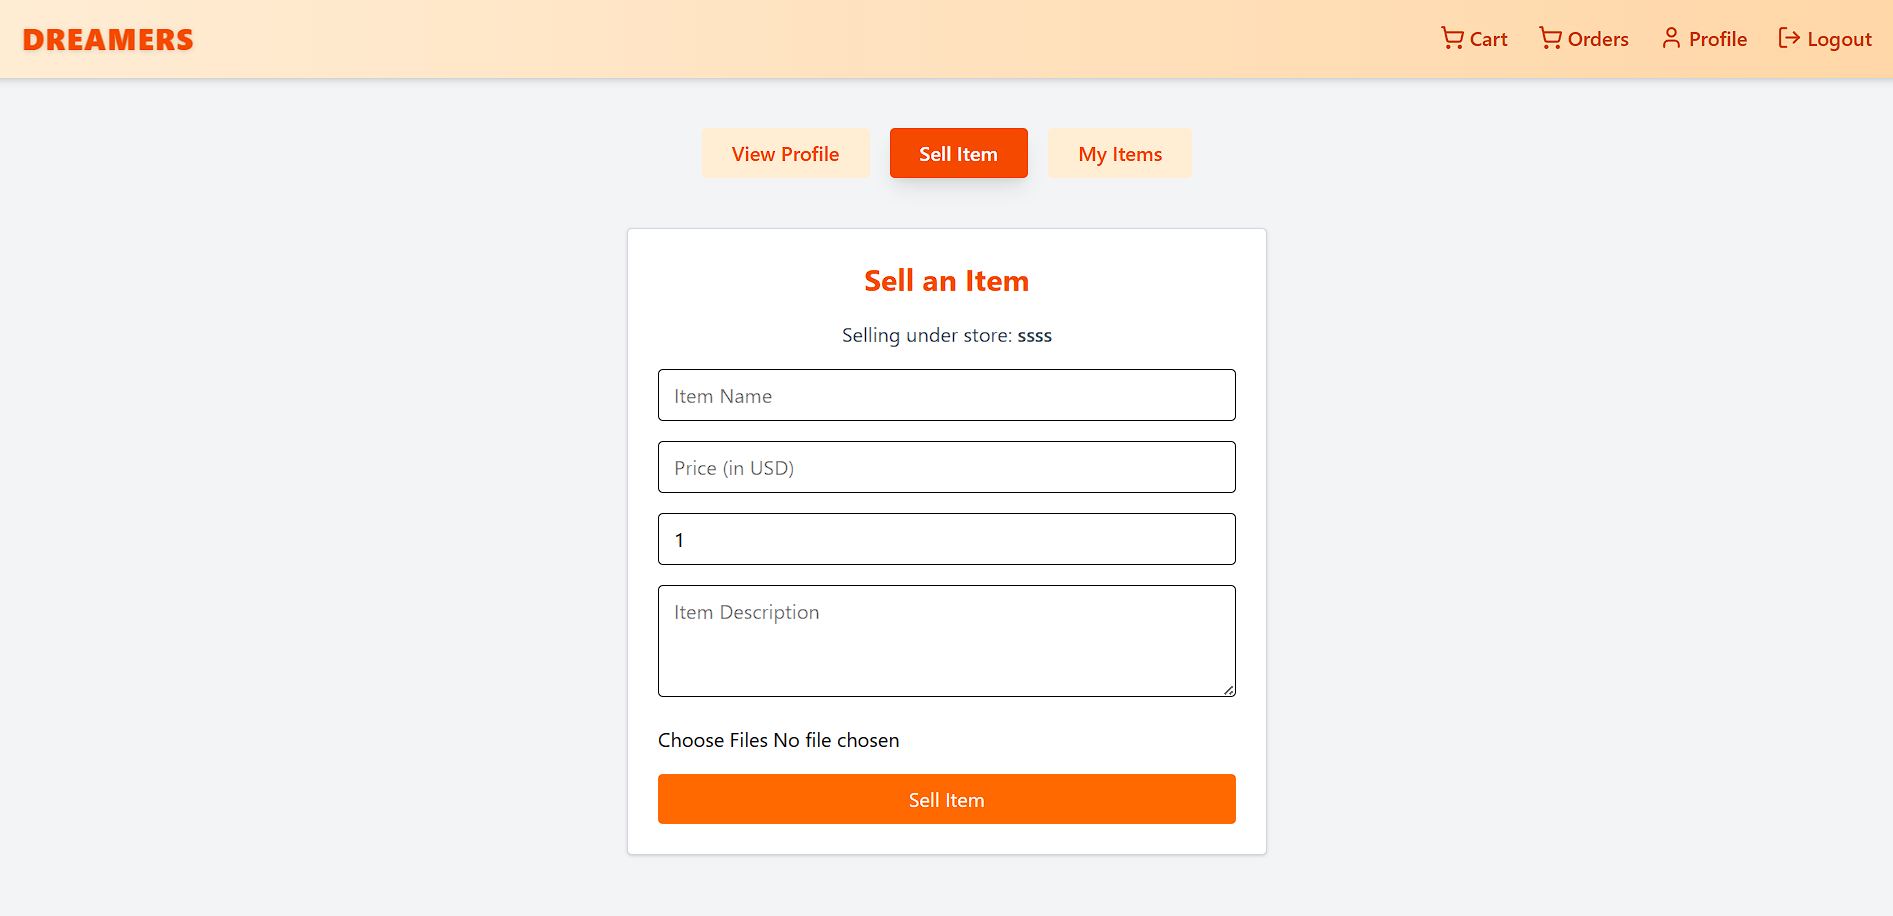 DREAMERS
Cart Orders Profile Logout
View Profile Sell Item My Items
Sell an Item
Selling under store: ssss
Item Name
Price (in USD)
1
Item Description
Choose Files No file chosen
Sell Item